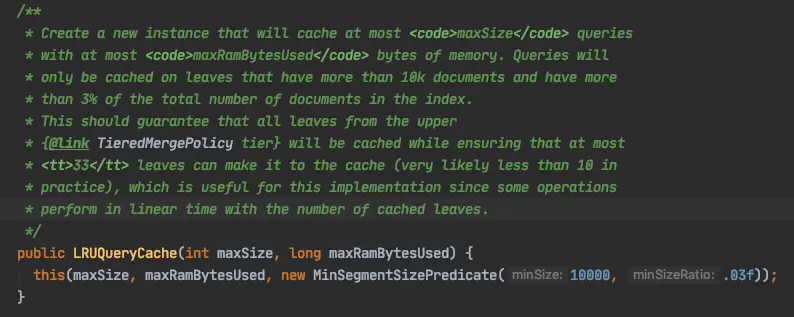 /**
 * Create a new instance that will cache at most <code>maxSize</code> queries
 * with at most <code>maxRamBytesUsed</code> bytes of memory. Queries will
 * only be cached on leaves that have more than 10k documents and have more
 * than 3% of the total number of documents in the index.
 * This should guarantee that all leaves from the upper
 * {@link TieredMergePolicy tier} will be cached while ensuring that at most
 * <tt>33</tt> leaves can make it to the cache (very likely less than 10 in
 * practice), which is useful for this implementation since some operations
 * perform in linear time with the number of cached leaves.
 */
public LRUQueryCache(int maxSize, long maxRamBytesUsed) {
  this(maxSize, maxRamBytesUsed, new MinSegmentSizePredicate( minSize: 10000, minSizeRatio: .03f));
}